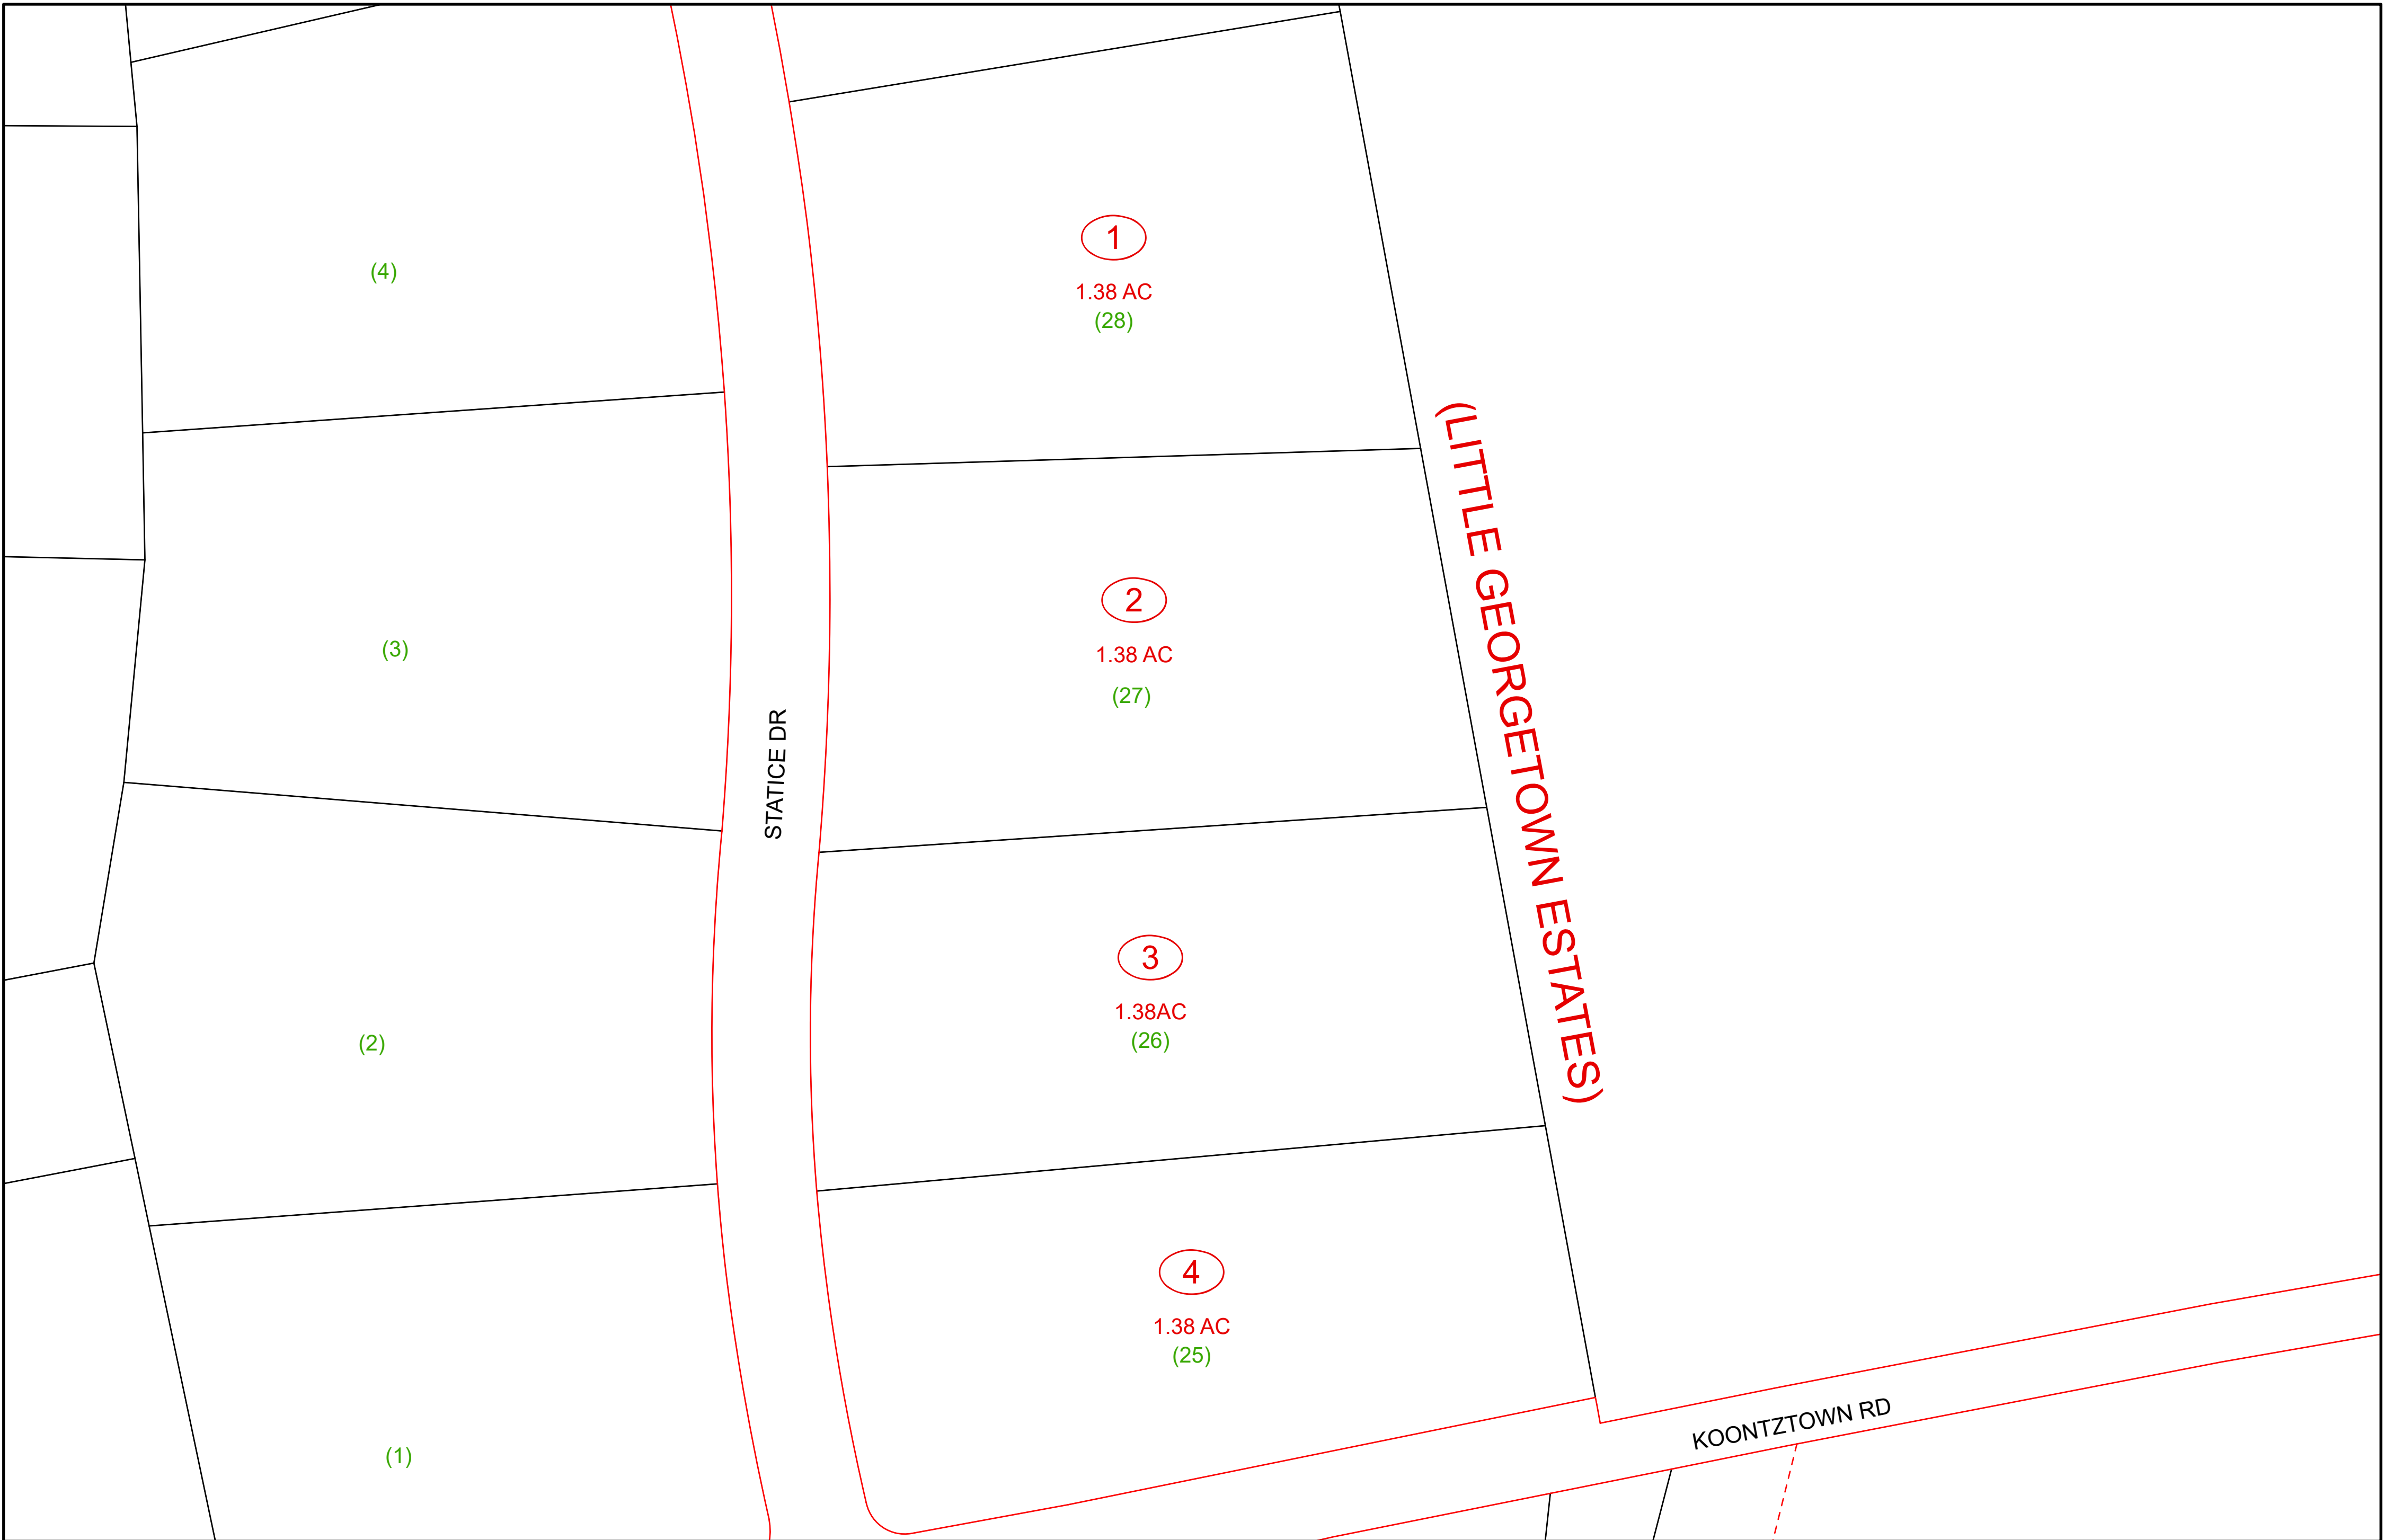 (4)
1
1.38 AC
(28)
(LITTLE GEORGETOWN ESTATES)
(3)
2
1.38 AC
(27)
STATICE DR
(2)
3
1.38AC
(26)
4
1.38 AC
(25)
KOONTZTOWN RD
(1)